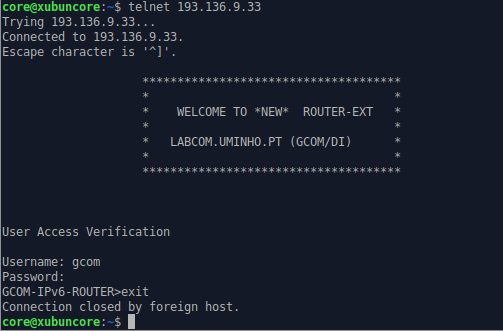 core@xubuncore:~$ telnet 193.136.9.33
Trying 193.136.9.33...
Connected to 193.136.9.33.
Escape character is '^]'.
*************************************
*                                   *
*    WELCOME TO *NEW*  ROUTER-EXT   *
*                                   *
*   LABCOM.UMINHO.PT (GCOM/DI)      *
*                                   *
*************************************
User Access Verification
Username: gcom
Password:
GCOM-IPv6-ROUTER>exit
Connection closed by foreign host.
core@xubuncore:~$